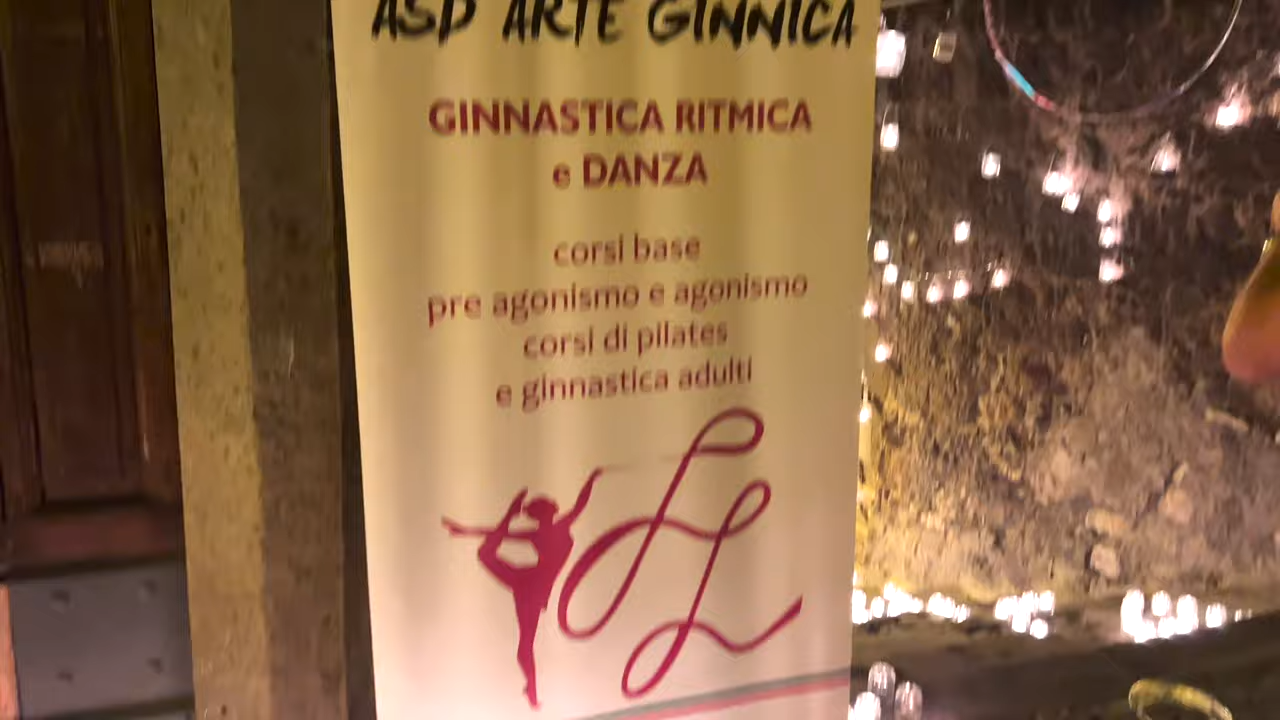 ASD ARTE GINNICA
GINNASTICA RITMICA
e DANZA
corsi base
pre agonismo e agonismo
corsi di pilates
e ginnastica adulti